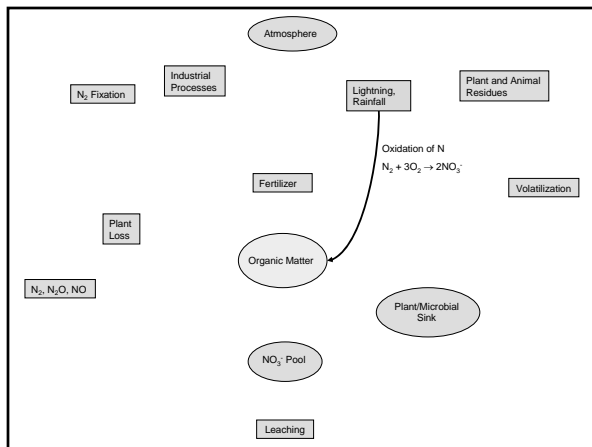 Atmosphere
Industrial
Processes
N₂ Fixation
Lightning,
Rainfall
Plant and Animal
Residues
Oxidation of N
N₂ + 3O₂ → 2NO₃⁻
Fertilizer
Volatilization
Plant
Loss
Organic Matter
N₂, N₂O, NO
Plant/Microbial
Sink
NO₃⁻ Pool
Leaching